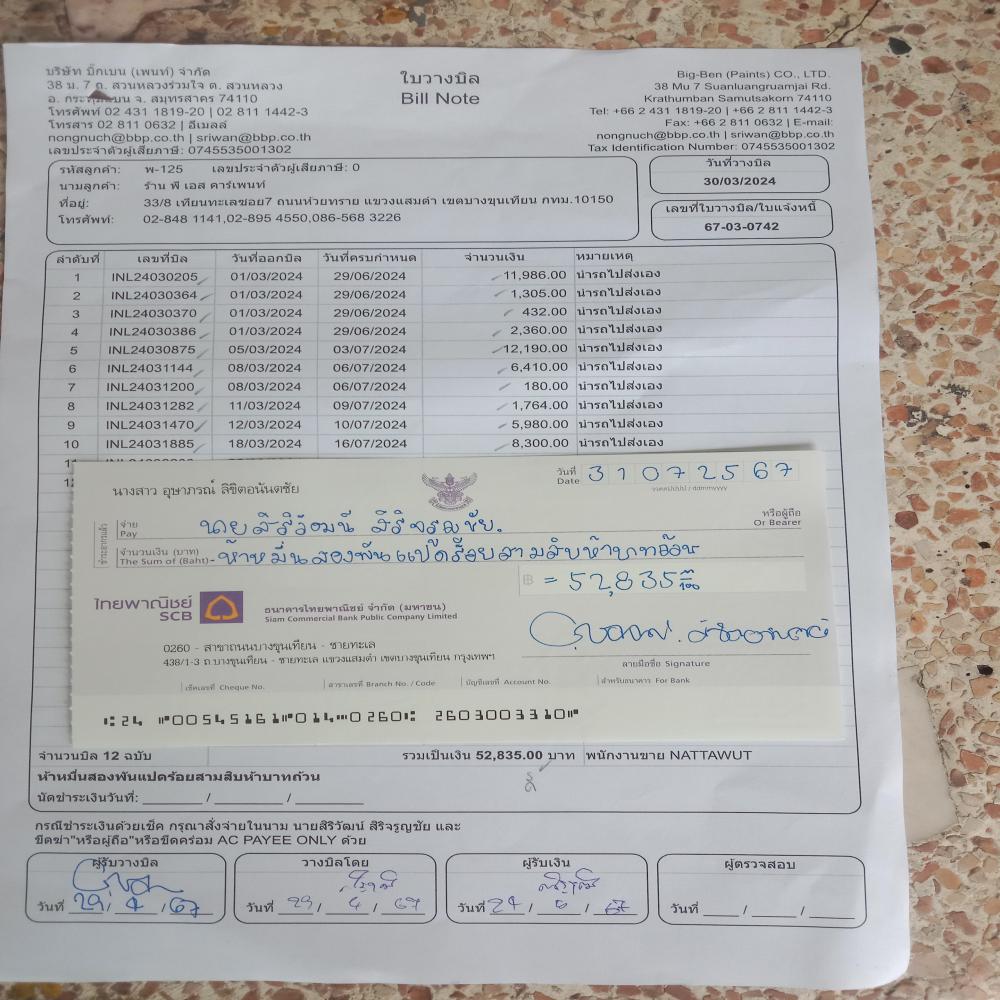 บริษัท บิ๊กเบน (เพนท์) จำกัด
38 ม. 7 ถ. สวนหลวงร่วมใจ ต. สวนหลวง
อ. กระทุ่มแบน จ. สมุทรสาคร 74110
โทรศัพท์ 02 431 1819-20 | 02 811 1442-3
โทรสาร 02 811 0632 | อีเมลล์
nongnuch@bbp.co.th | sriwan@bbp.co.th
เลขประจำตัวผู้เสียภาษี: 0745535001302
ใบวางบิล
Bill Note
Big-Ben (Paints) CO., LTD.
38 Mu 7 Suanluangruamjai Rd.
Krathumban Samutsakorn 74110
Tel: +66 2 431 1819-20 | +66 2 811 1442-3
Fax: +66 2 811 0632 | E-mail:
nongnuch@bbp.co.th | sriwan@bbp.co.th
Tax Identification Number: 0745535001302
รหัสลูกค้า: พ-125 เลขประจำตัวผู้เสียภาษี: 0
นามลูกค้า: ร้าน พี เอส คาร์เพนท์
ที่อยู่: 33/8 เทียนทะเลซอย7 ถนนห้วยทราย แขวงแสมดำ เขตบางขุนเทียน กทม.10150
โทรศัพท์: 02-848 1141,02-895 4550,086-568 3226
วันที่วางบิล
30/03/2024
เลขที่ใบวางบิล/ใบแจ้งหนี้
67-03-0742
ลำดับที่ เลขที่บิล วันที่ออกบิล วันที่ครบกำหนด จำนวนเงิน หมายเหตุ
1 INL24030205 01/03/2024 29/06/2024 11,986.00 นำรถไปส่งเอง
2 INL24030364 01/03/2024 29/06/2024 1,305.00 นำรถไปส่งเอง
3 INL24030370 01/03/2024 29/06/2024 432.00 นำรถไปส่งเอง
4 INL24030386 01/03/2024 29/06/2024 2,360.00 นำรถไปส่งเอง
5 INL24030875 05/03/2024 03/07/2024 12,190.00 นำรถไปส่งเอง
6 INL24031144 08/03/2024 06/07/2024 6,410.00 นำรถไปส่งเอง
7 INL24031200 08/03/2024 06/07/2024 180.00 นำรถไปส่งเอง
8 INL24031282 11/03/2024 09/07/2024 1,764.00 นำรถไปส่งเอง
9 INL24031470 12/03/2024 10/07/2024 5,980.00 นำรถไปส่งเอง
10 INL24031885 18/03/2024 16/07/2024 8,300.00 นำรถไปส่งเอง
นางสาว อุษาภรณ์ ลิขิตอนันตชัย
วันที่ 31072567
Date
ววดดปปปป / ddmmyyyy
จ่าย นายสิริวัฒน์ สิริจรูญชัย.
Pay
หรือผู้ถือ
Or Bearer
จำนวนเงิน (บาท) ห้าหมื่นสองพันแปดร้อยสามสิบห้าบาทถ้วน
The Sum of (Baht)
฿ = 52,835
ไทยพาณิชย์
SCB
ธนาคารไทยพาณิชย์ จำกัด (มหาชน)
Siam Commercial Bank Public Company Limited
0260 - สาขาถนนบางขุนเทียน - ชายทะเล
438/1-3 ถ.บางขุนเทียน - ชายทะเล แขวงแสมดำ เขตบางขุนเทียน กรุงเทพฯ
ลายมือชื่อ Signature
เช็คเลขที่ Cheque No. สาขาเลขที่ Branch No. / Code บัญชีเลขที่ Account No. สำหรับธนาคาร For Bank
⑆24 ⑈00545161⑈014⑉0260⑆ 2603003310⑈
จำนวนบิล 12 ฉบับ รวมเป็นเงิน 52,835.00 บาท พนักงานขาย NATTAWUT
ห้าหมื่นสองพันแปดร้อยสามสิบห้าบาทถ้วน
นัดชำระเงินวันที่: / /
กรณีชำระเงินด้วยเช็ค กรุณาสั่งจ่ายในนาม นายสิริวัฒน์ สิริจรูญชัย และ
ขีดฆ่า"หรือผู้ถือ"หรือขีดคร่อม AC PAYEE ONLY ด้วย
ผู้รับวางบิล วางบิลโดย ผู้รับเงิน ผู้ตรวจสอบ
วันที่ 29 / 4 / 67 วันที่ 29 / 4 / 67 วันที่ 24 / 6 / 67 วันที่ / /